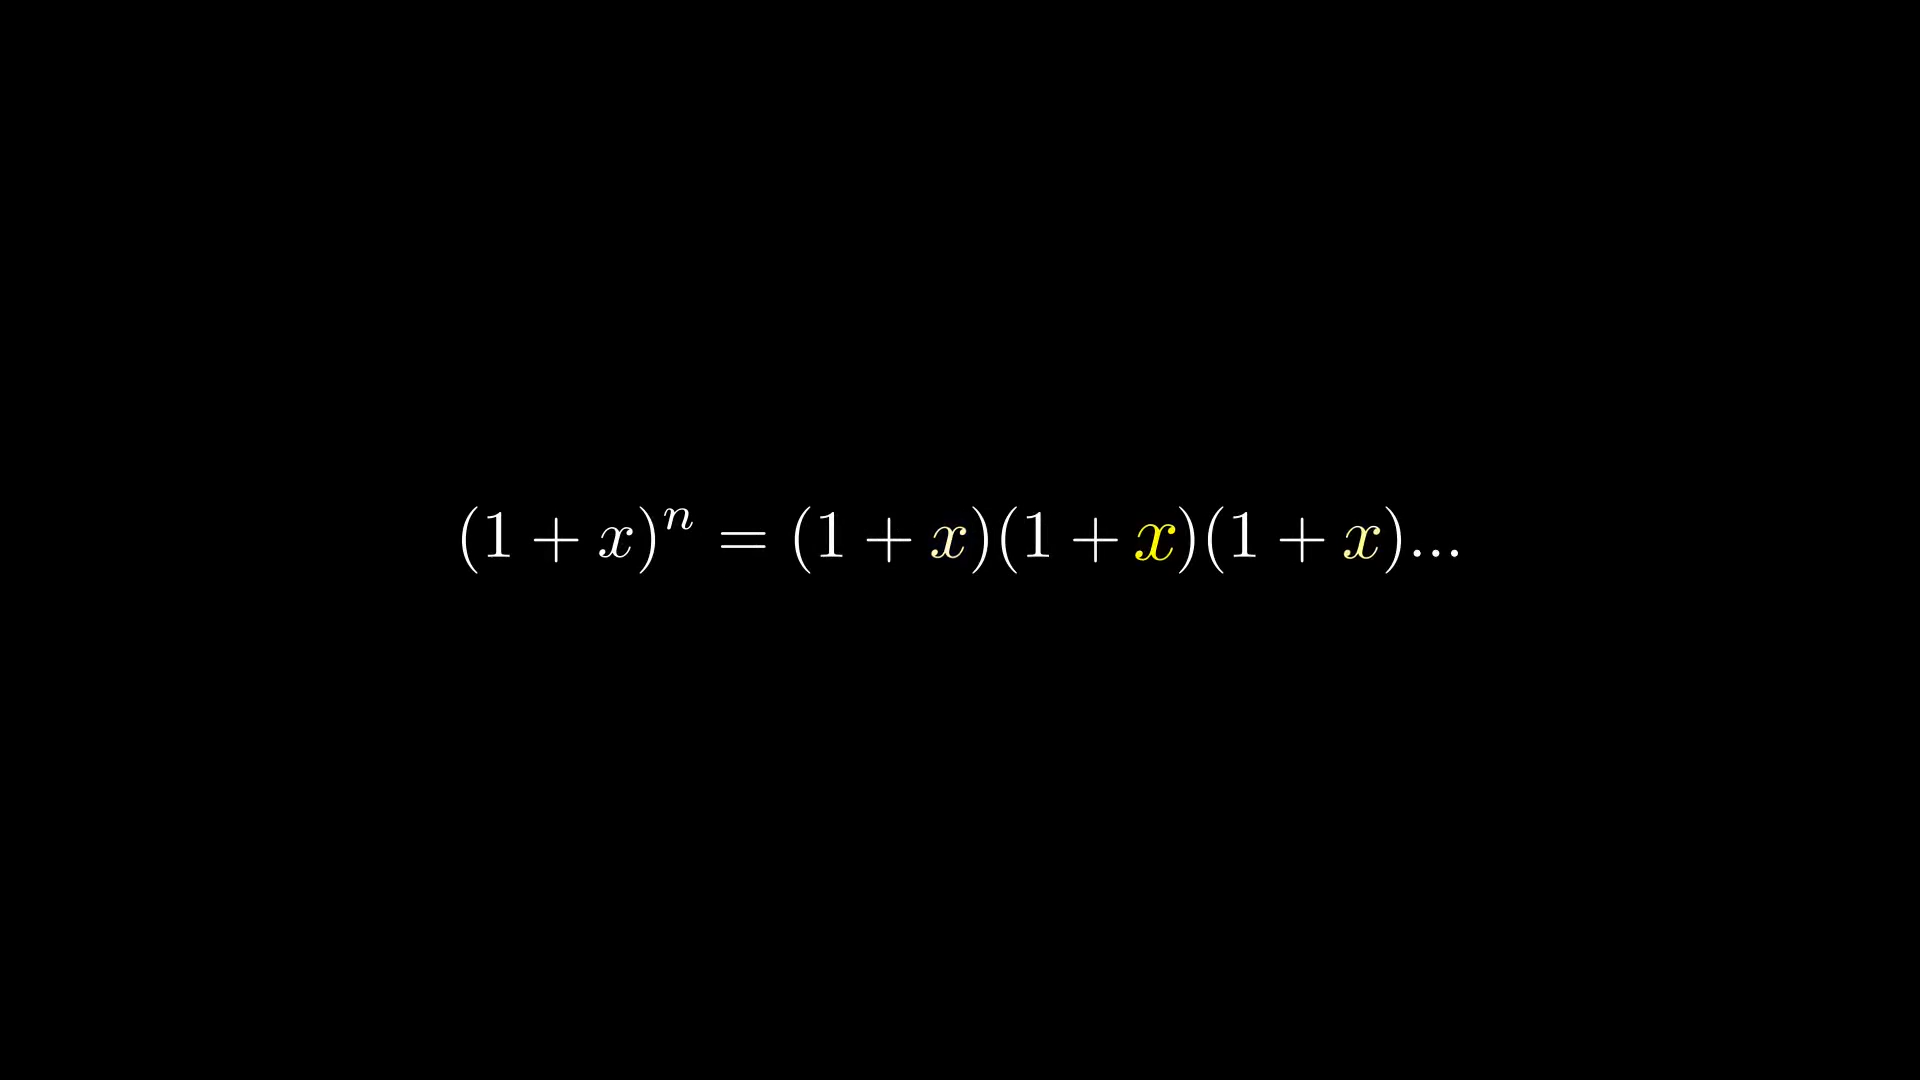 (1 + x)ⁿ = (1 + x)(1 + x)(1 + x)...